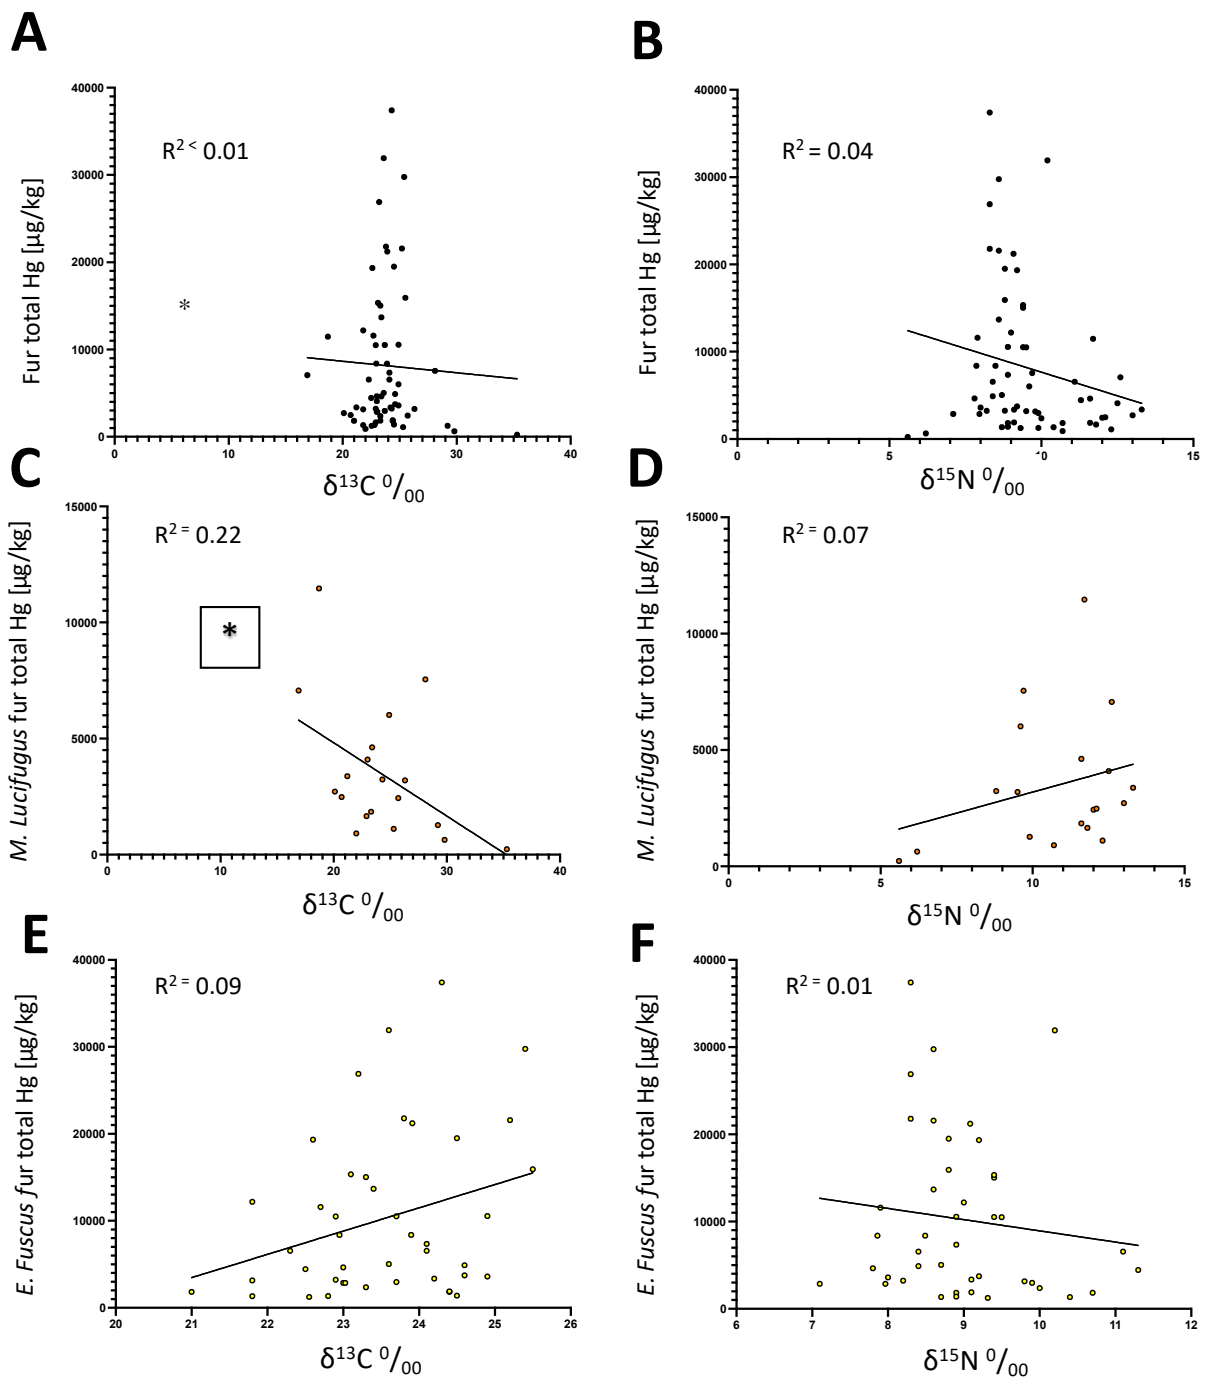 A
Fur total Hg [µg/kg]
40000
30000
20000
10000
0
R² < 0.01
*
0 10 20 30 40
δ¹³C ⁰/₀₀
B
Fur total Hg [µg/kg]
40000
30000
20000
10000
0
R² = 0.04
0 5 10 15
δ¹⁵N ⁰/₀₀
C
M. Lucifugus fur total Hg [µg/kg]
15000
10000
5000
0
R² = 0.22
*
0 10 20 30 40
δ¹³C ⁰/₀₀
D
M. Lucifugus fur total Hg [µg/kg]
15000
10000
5000
0
R² = 0.07
0 5 10 15
δ¹⁵N ⁰/₀₀
E
E. Fuscus fur total Hg [µg/kg]
40000
30000
20000
10000
0
R² = 0.09
20 21 22 23 24 25 26
δ¹³C ⁰/₀₀
F
E. Fuscus fur total Hg [µg/kg]
40000
30000
20000
10000
0
R² = 0.01
6 7 8 9 10 11 12
δ¹⁵N ⁰/₀₀